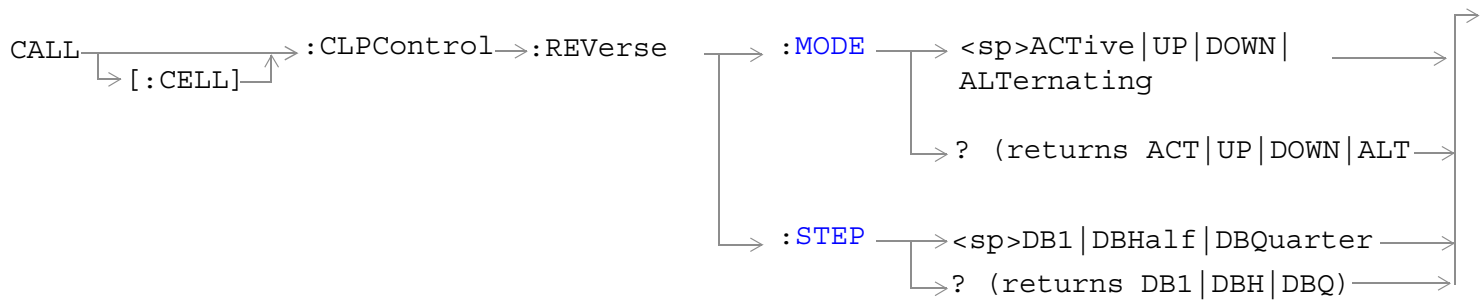 CALL :CLPControl :REVerse :MODE <sp>ACTive|UP|DOWN|
[:CELL] ALTernating
? (returns ACT|UP|DOWN|ALT
:STEP <sp>DB1|DBHalf|DBQuarter
? (returns DB1|DBH|DBQ)